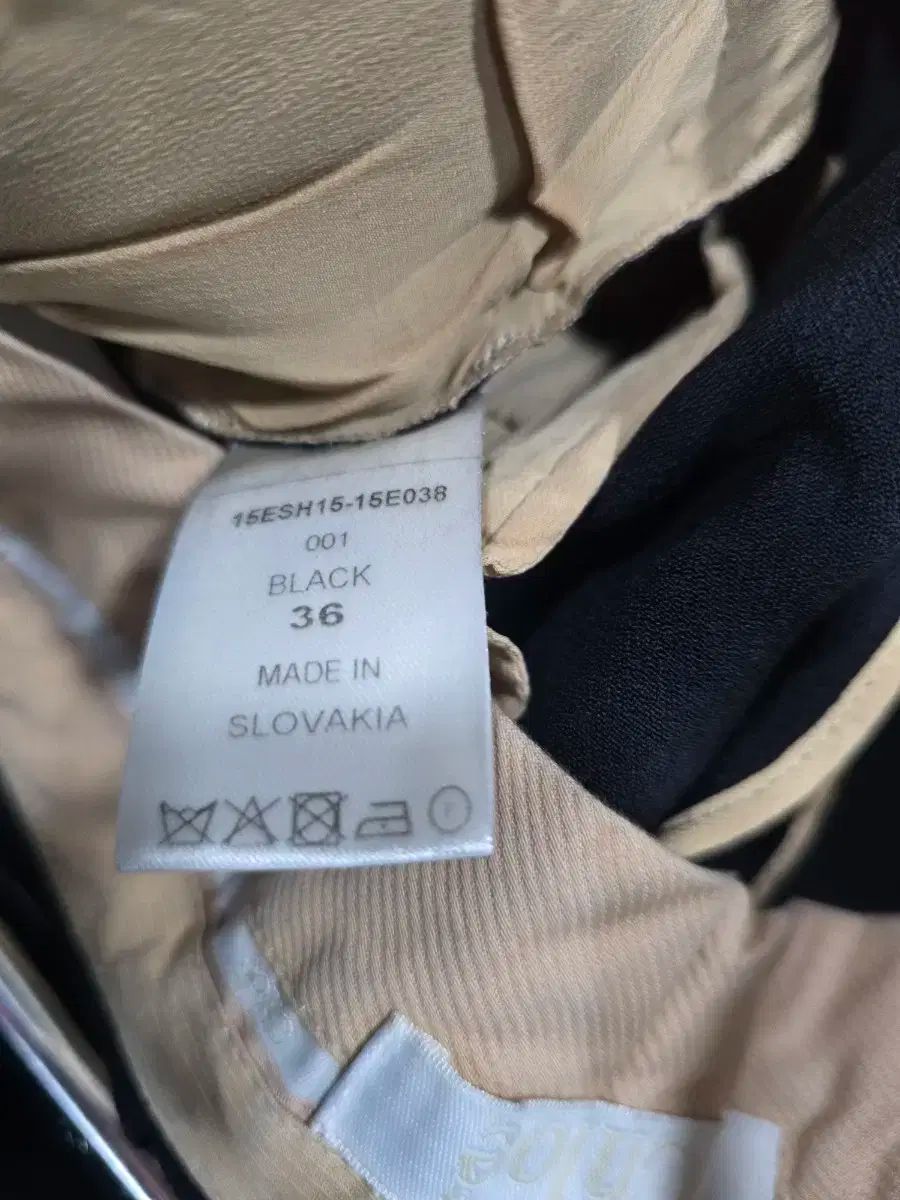 15ESH15-15E038
001
BLACK
36
MADE IN
SLOVAKIA